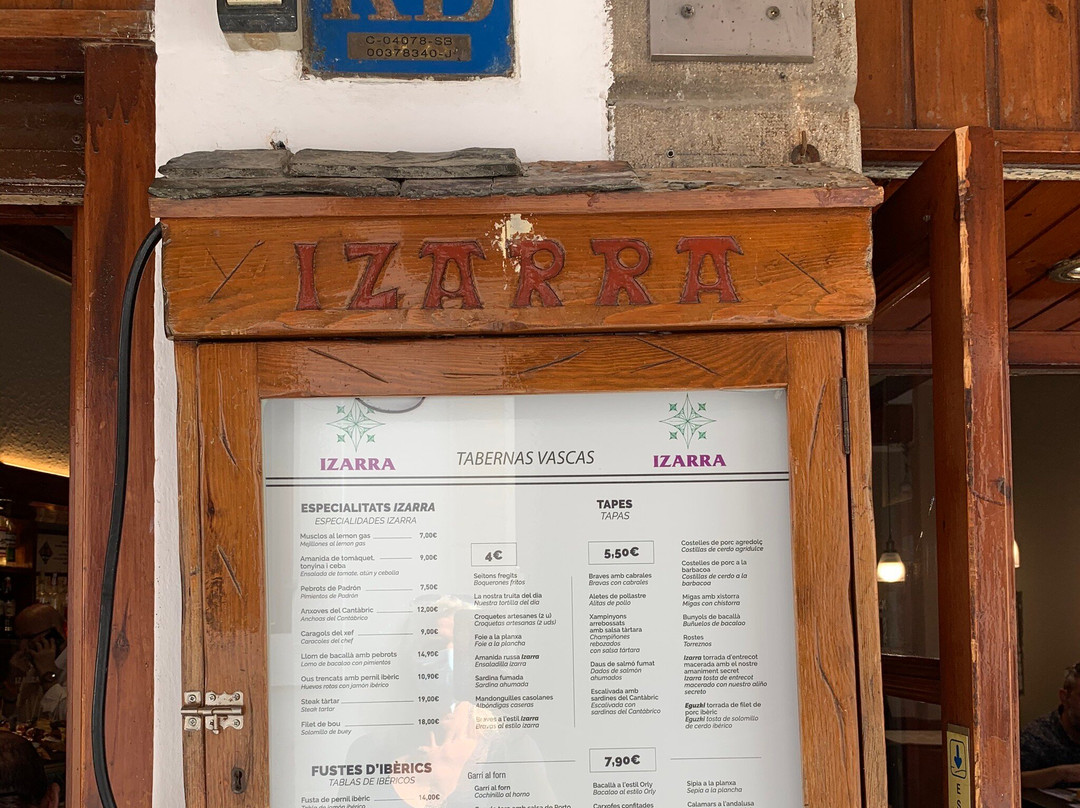 C-04078-SB
00378340-J
IZARRA
IZARRA
TABERNAS VASCAS
IZARRA
ESPECIALITATS IZARRA
ESPECIALIDADES IZARRA
Musclos al lemon gas 7,00€
Mejillones al lemon gas
Amanida de tomàquet, 9,00€
tonyina i ceba
Ensalada de tomate, atún y cebolla
Pebrots de Padrón 7,50€
Pimientos de Padrón
Anxoves del Cantàbric 12,00€
Anchoas del Cantábrico
Caragols del xef 9,00€
Caracoles del chef
Llom de bacallà amb pebrots 14,90€
Lomo de bacalao con pimientos
Ous trencats amb pernil ibèric 10,90€
Huevos rotos con jamón ibérico
Steak tàrtar 19,00€
Steak tartar
Filet de bou 18,00€
Solomillo de buey
FUSTES D'IBÈRICS
TABLAS DE IBÉRICOS
Fusta de pernil ibèric 14,00€
Tabla de jamón ibérico
TAPES
TAPAS
4€
Seitons fregits
Boquerones fritos
La nostra truita del dia
Nuestra tortilla del día
Croquetes artesanes (2 u)
Croquetas artesanas (2 uds)
Foie a la planxa
Foie a la plancha
Amanida russa Izarra
Ensaladilla Izarra
Sardina fumada
Sardina ahumada
Mandonguilles casolanes
Albóndigas caseras
Braves a l'estil Izarra
Bravas al estilo Izarra
Garrí al forn
Garrí al forn
Cochinillo al horno
5,50€
Braves amb cabrales
Bravas con cabrales
Aletes de pollastre
Alitas de pollo
Xampinyons
arrebossats
amb salsa tàrtara
Champiñones
rebozados
con salsa tártara
Daus de salmó fumat
Dados de salmón
ahumados
Escalivada amb
sardines del Cantàbric
Escalivada con
sardinas del Cantábrico
Costelles de porc agredolç
Costillas de cerdo agridulce
Costelles de porc a la
barbacoa
Costillas de cerdo a la
barbacoa
Migas amb xistorra
Migas con chistorra
Bunyols de bacallà
Buñuelos de bacalao
Rostes
Torreznos
Izarra torrada d'entrecot
macerada amb el nostre
amaniment secret
Izarra tosta de entrecot
macerado con nuestro aliño
secreto
Eguzki torrada de filet de
porc ibèric
Eguzki tosta de solomillo
de cerdo ibérico
7,90€
Bacallà a l'estil Orly
Bacalao al estilo Orly
Carxofes confitades
Sípia a la planxa
Sepia a la plancha
Calamars a l'andalusa